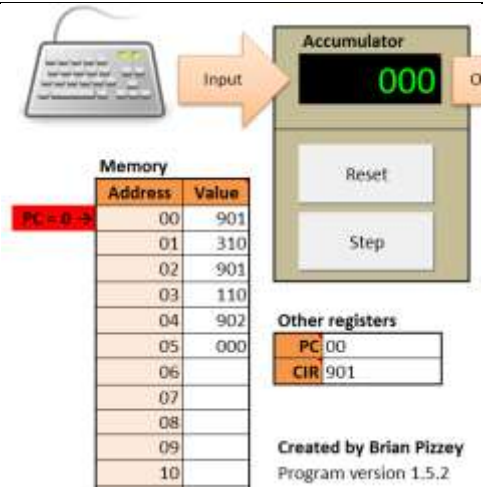 Accumulator
Input
000
O
Memory
Reset
Address Value
PC = 0 →
00 901
01 310
Step
02 901
03 110
04 902
Other registers
05 000
PC 00
06
CIR 901
07
08
09
Created by Brian Pizzey
10
Program version 1.5.2